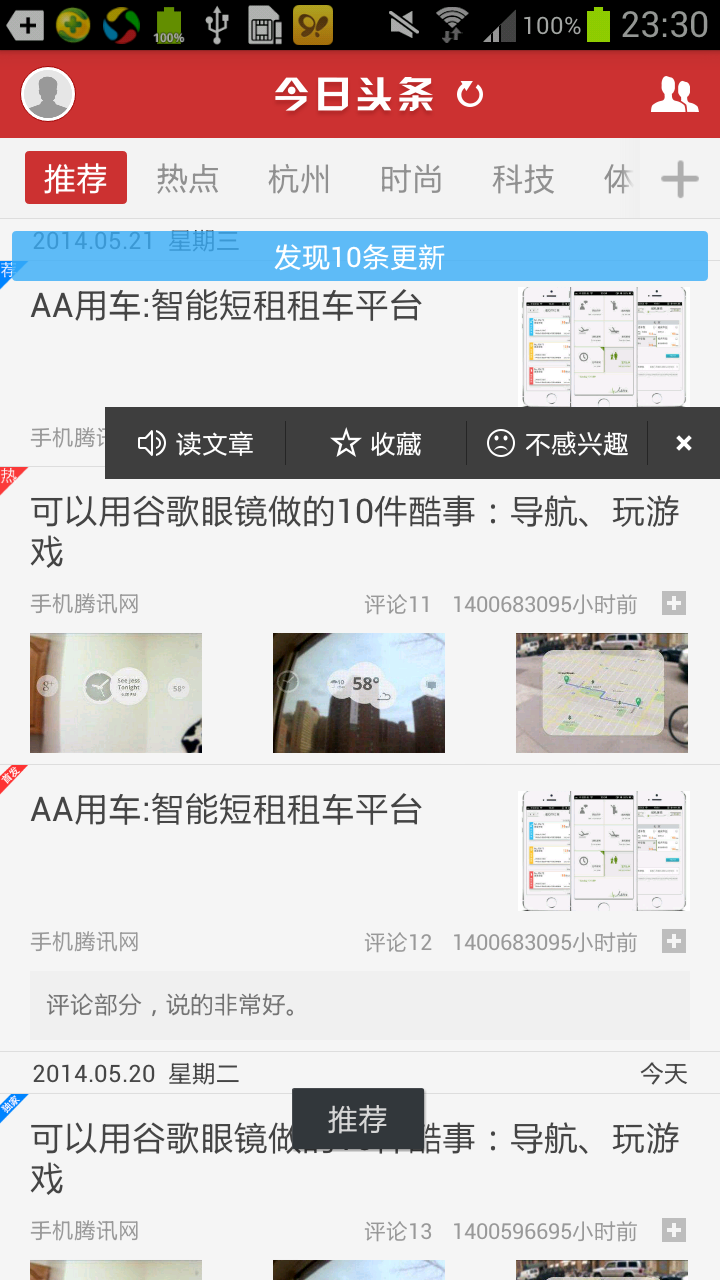 100%
100%
23:30
今日头条
推荐
热点
杭州
时尚
科技
体
2014.05.21 星期三
发现10条更新
荐
AA用车:智能短租租车平台
手机腾讯
读文章
收藏
不感兴趣
热
可以用谷歌眼镜做的10件酷事：导航、玩游
戏
手机腾讯网
评论11
1400683095小时前
See Jess
Tonight
58°
58°
首发
AA用车:智能短租租车平台
手机腾讯网
评论12
1400683095小时前
评论部分，说的非常好。
2014.05.20 星期二
今天
独家
推荐
可以用谷歌眼镜做的10件酷事：导航、玩游
戏
手机腾讯网
评论13
1400596695小时前